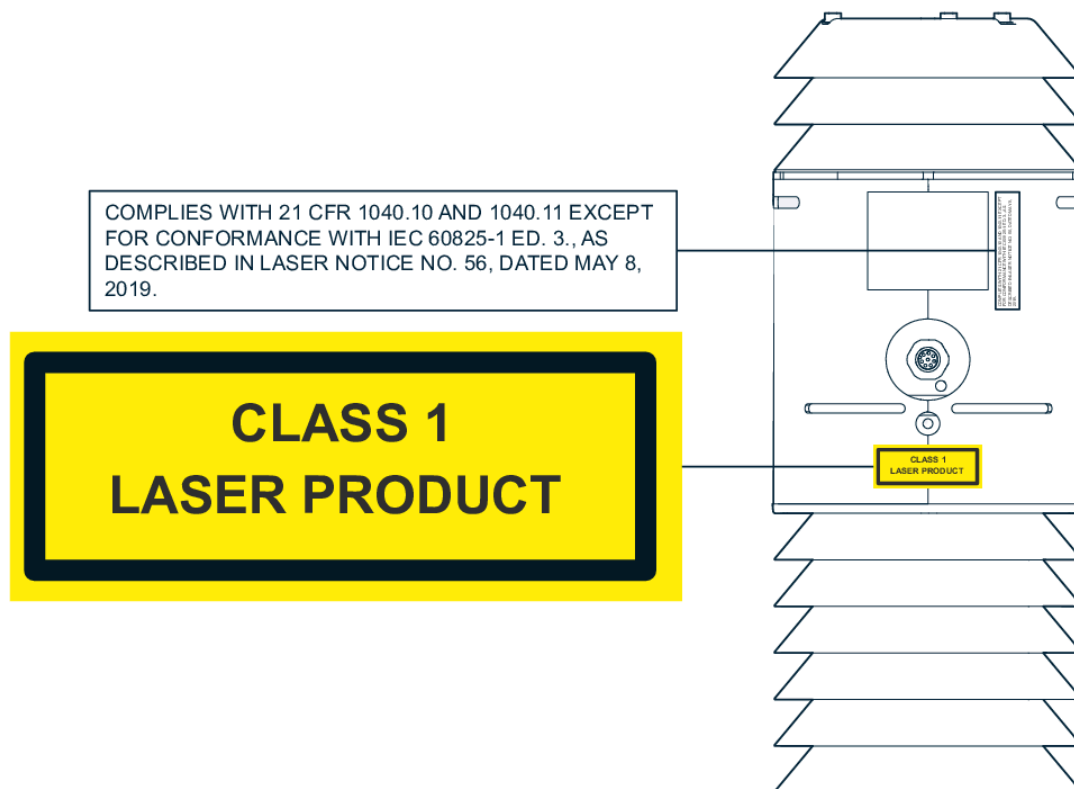 COMPLIES WITH 21 CFR 1040.10 AND 1040.11 EXCEPT
FOR CONFORMANCE WITH IEC 60825-1 ED. 3., AS
DESCRIBED IN LASER NOTICE NO. 56, DATED MAY 8,
2019.
CLASS 1
LASER PRODUCT
CLASS 1
LASER PRODUCT